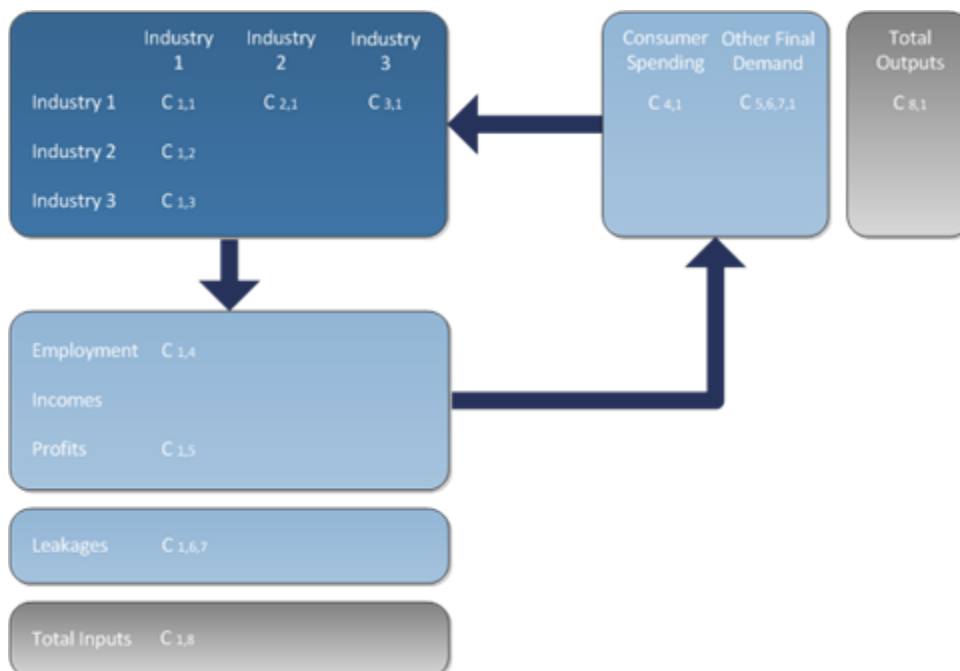 Industry 1 Industry 2 Industry 3
Consumer Spending Other Final Demand
Total Outputs
Industry 1 C 1,1 C 2,1 C 3,1 C 4,1 C 5,6,7,1 C 8,1
Industry 2 C 1,2
Industry 3 C 1,3
Employment C 1,4
Incomes
Profits C 1,5
Leakages C 1,6,7
Total Inputs C 1,8